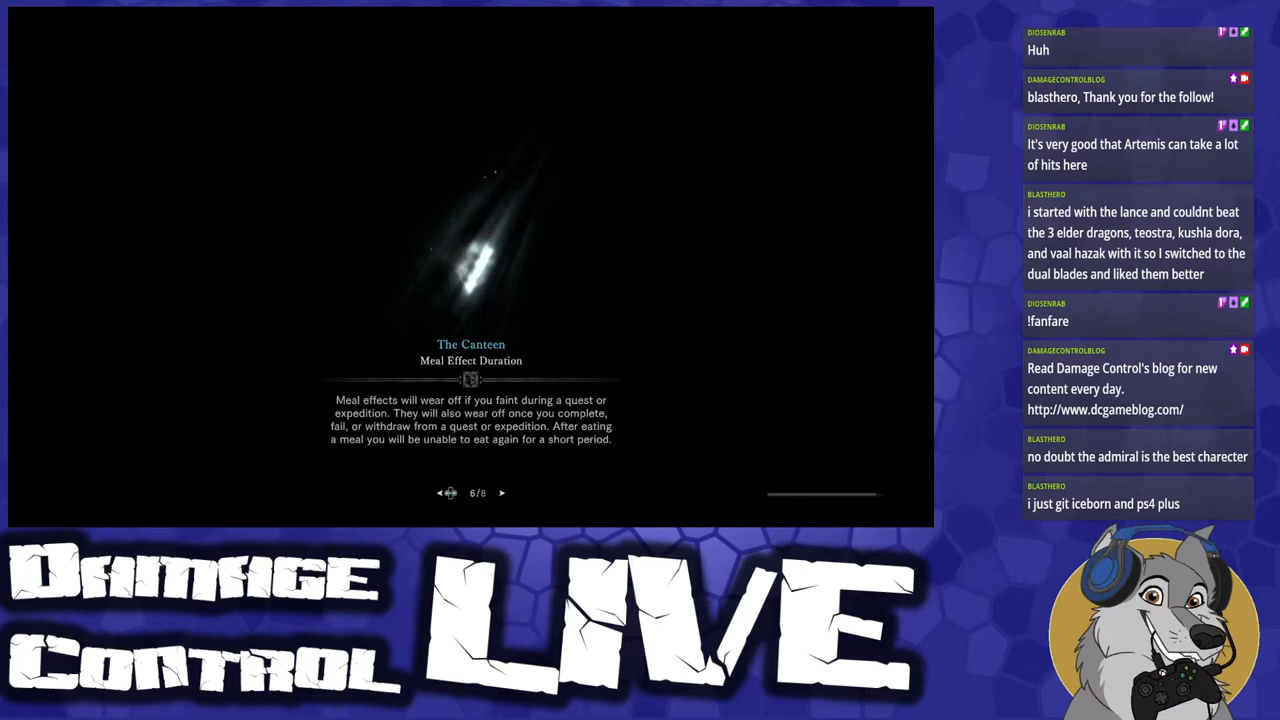 The Canteen
Meal Effect Duration
Meal effects will wear off if you faint during a quest or
expedition. They will also wear off once you complete,
fail, or withdraw from a quest or expedition. After eating
a meal you will be unable to eat again for a short period.
6/8
DIOSENRAB
Huh
DAMAGECONTROLBLOG
blasthero, Thank you for the follow!
DIOSENRAB
It's very good that Artemis can take a lot
of hits here
BLASTHERO
i started with the lance and couldnt beat
the 3 elder dragons, teostra, kushla dora,
and vaal hazak with it so I switched to the
dual blades and liked them better
DIOSENRAB
!fanfare
DAMAGECONTROLBLOG
Read Damage Control's blog for new
content every day.
http://www.dcgameblog.com/
BLASTHERO
no doubt the admiral is the best charecter
BLASTHERO
i just git iceborn and ps4 plus
DAMAGE
CONTROL
LIVE